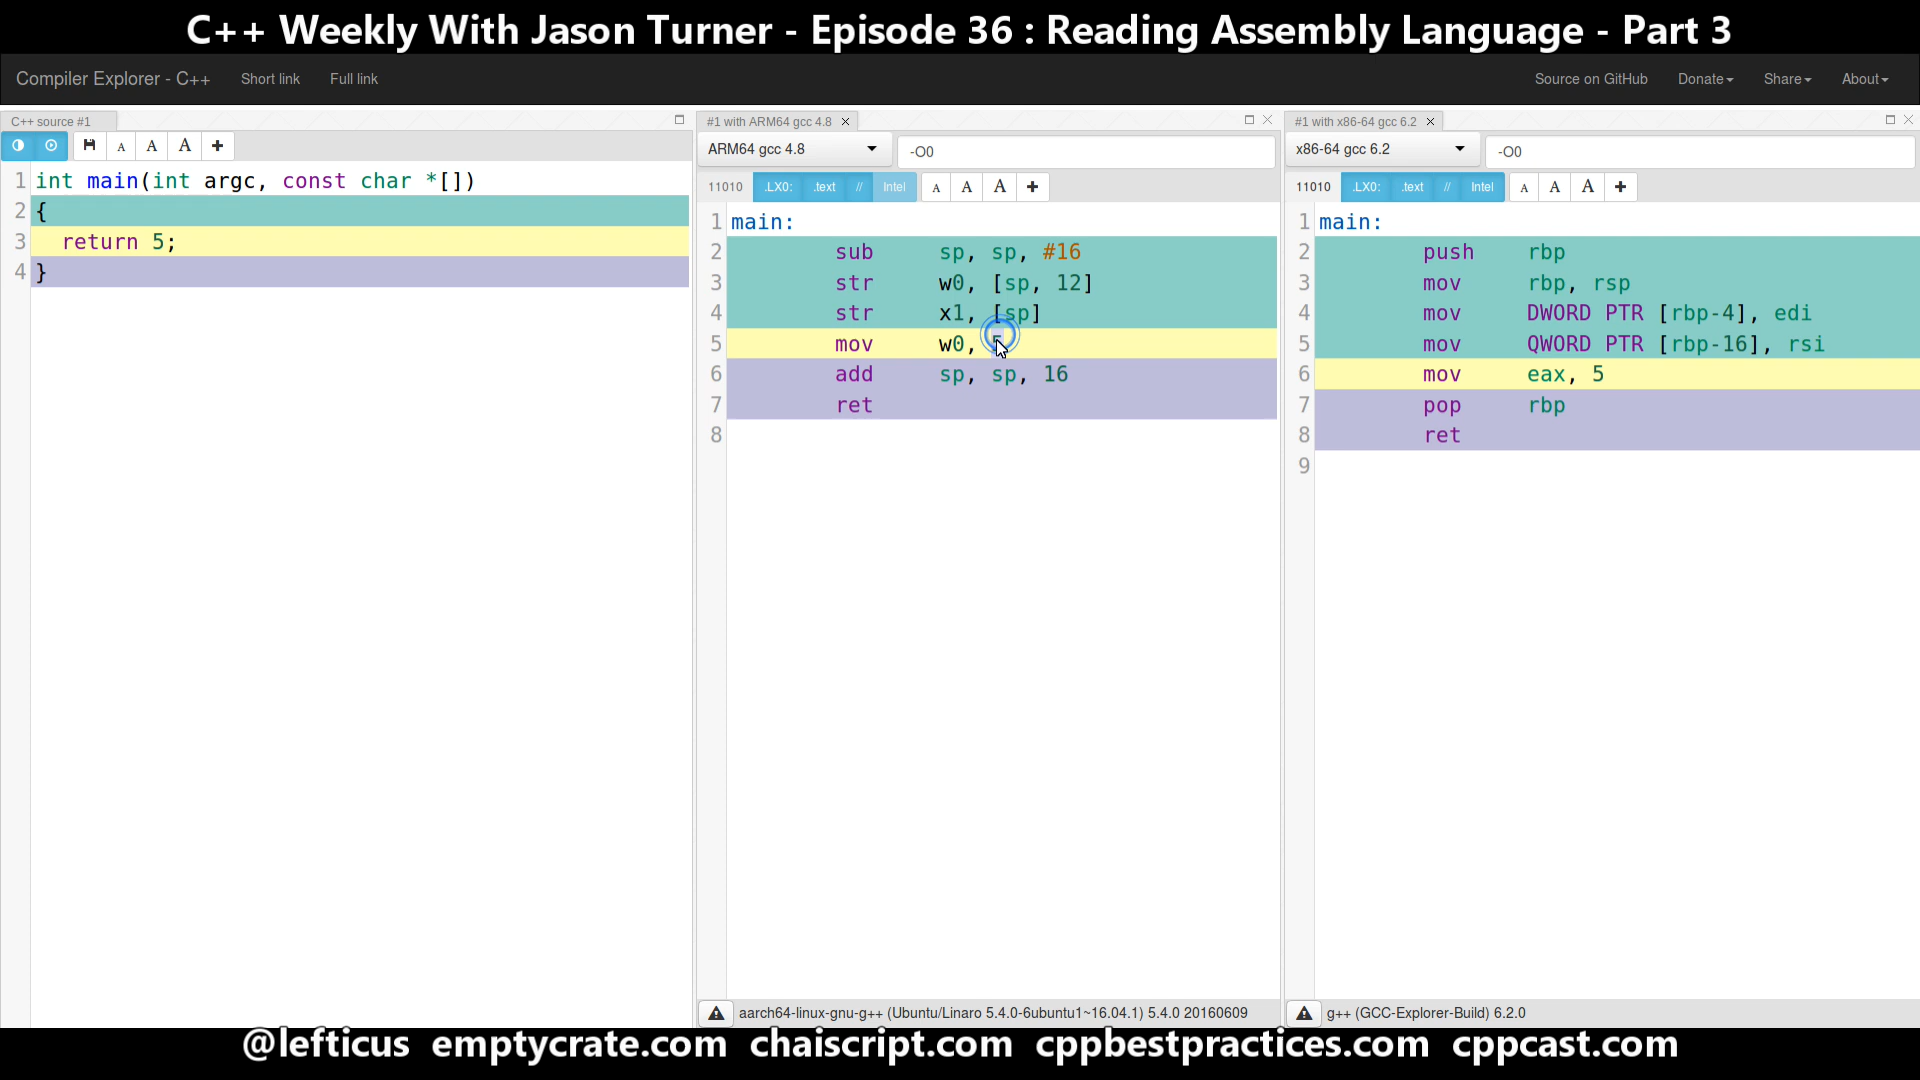 C++ Weekly With Jason Turner - Episode 36 : Reading Assembly Language - Part 3
Compiler Explorer - C++ Short link Full link Source on GitHub Donate Share About
C++ source #1
A A A
1 int main(int argc, const char *[])
2 {
3 return 5;
4 }
#1 with ARM64 gcc 4.8
ARM64 gcc 4.8 -O0
11010 .LX0: .text // Intel A A A
1 main:
2 sub sp, sp, #16
3 str w0, [sp, 12]
4 str x1, [sp]
5 mov w0, 5
6 add sp, sp, 16
7 ret
8
aarch64-linux-gnu-g++ (Ubuntu/Linaro 5.4.0-6ubuntu1~16.04.1) 5.4.0 20160609
#1 with x86-64 gcc 6.2
x86-64 gcc 6.2 -O0
11010 .LX0: .text // Intel A A A
1 main:
2 push rbp
3 mov rbp, rsp
4 mov DWORD PTR [rbp-4], edi
5 mov QWORD PTR [rbp-16], rsi
6 mov eax, 5
7 pop rbp
8 ret
9
g++ (GCC-Explorer-Build) 6.2.0
@lefticus emptycrate.com chaiscript.com cppbestpractices.com cppcast.com